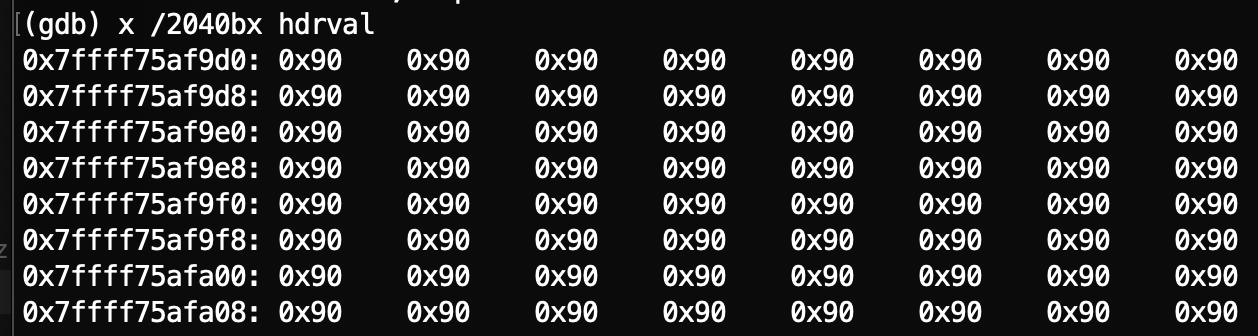 (gdb) x /2040bx hdrval
0x7ffff75af9d0: 0x90 0x90 0x90 0x90 0x90 0x90 0x90 0x90
0x7ffff75af9d8: 0x90 0x90 0x90 0x90 0x90 0x90 0x90 0x90
0x7ffff75af9e0: 0x90 0x90 0x90 0x90 0x90 0x90 0x90 0x90
0x7ffff75af9e8: 0x90 0x90 0x90 0x90 0x90 0x90 0x90 0x90
0x7ffff75af9f0: 0x90 0x90 0x90 0x90 0x90 0x90 0x90 0x90
0x7ffff75af9f8: 0x90 0x90 0x90 0x90 0x90 0x90 0x90 0x90
0x7ffff75afa00: 0x90 0x90 0x90 0x90 0x90 0x90 0x90 0x90
0x7ffff75afa08: 0x90 0x90 0x90 0x90 0x90 0x90 0x90 0x90